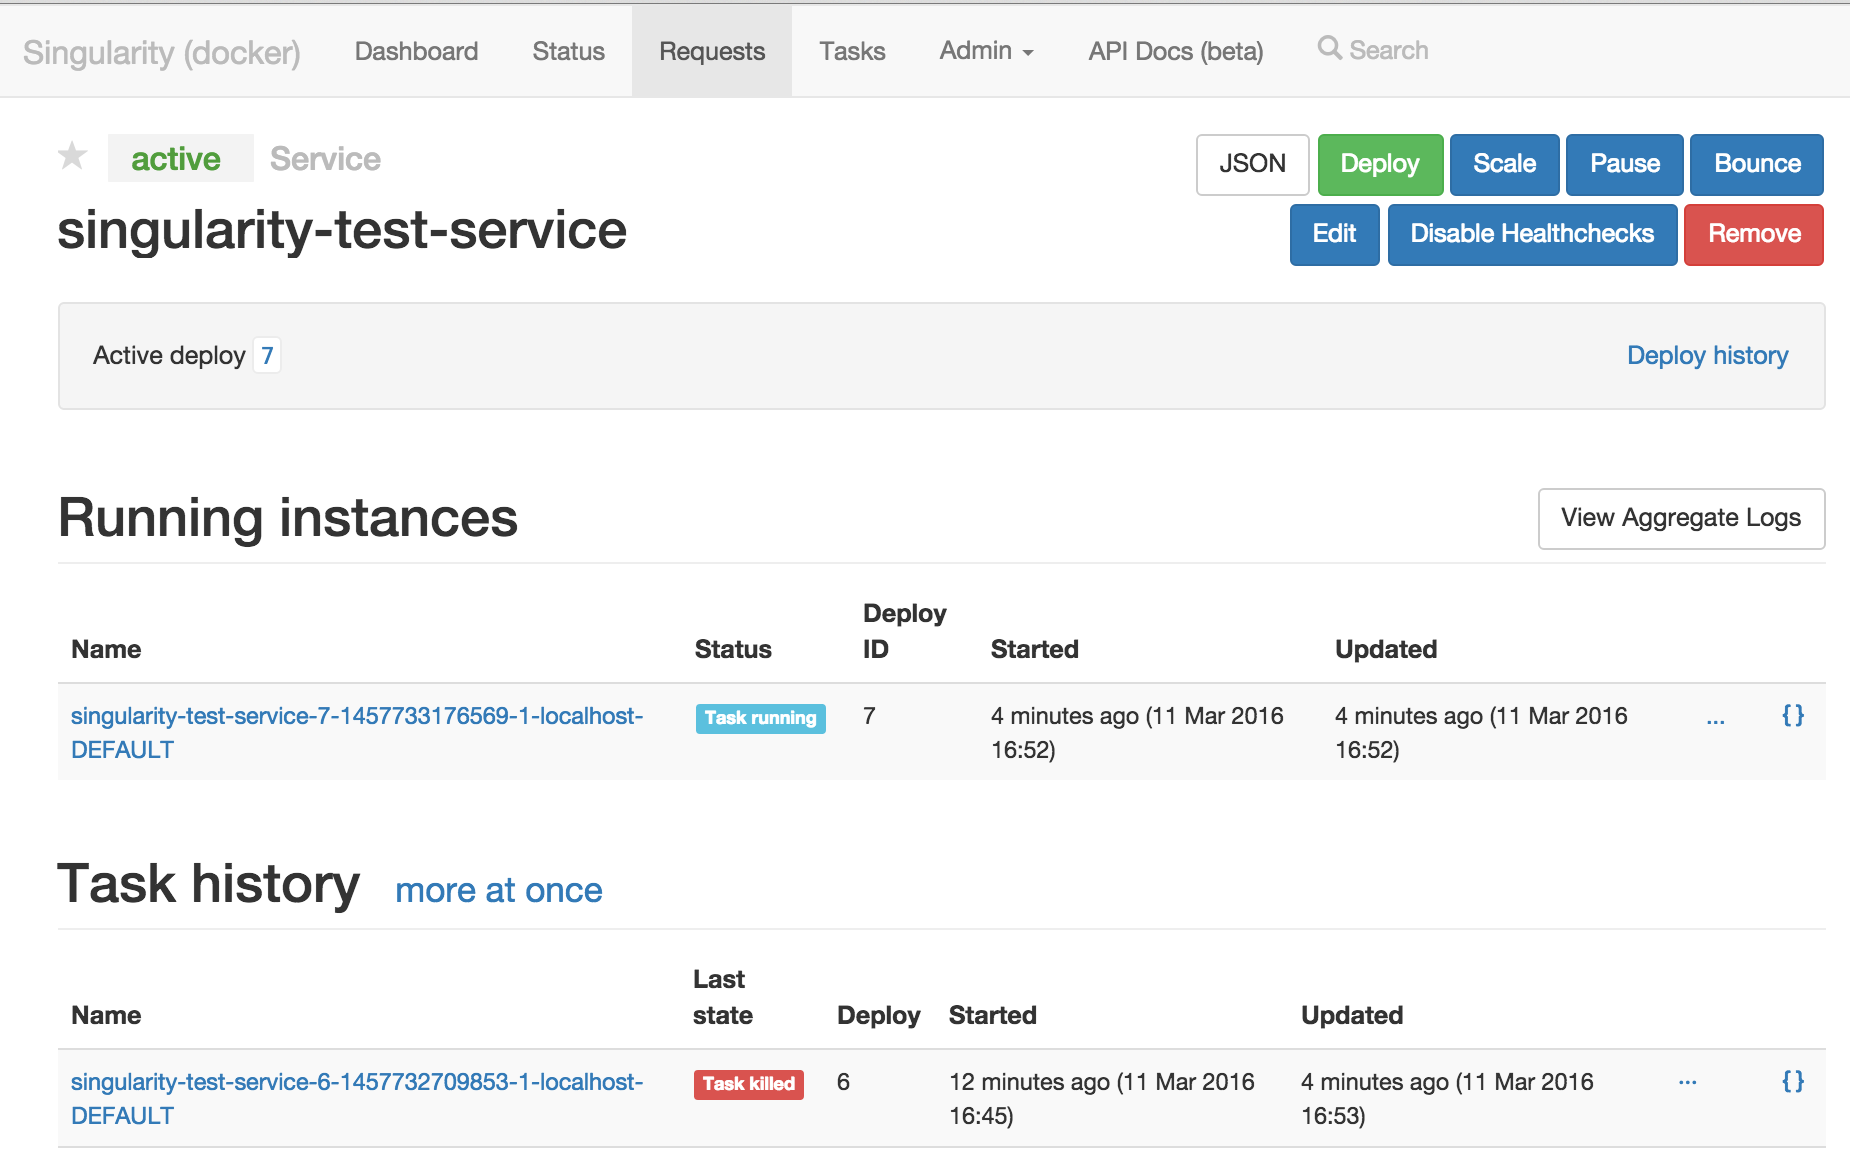 Singularity (docker) Dashboard Status Requests Tasks Admin API Docs (beta) Search
active Service
JSON Deploy Scale Pause Bounce
singularity-test-service
Edit Disable Healthchecks Remove
Active deploy 7 Deploy history
Running instances View Aggregate Logs
Name Status Deploy ID Started Updated
singularity-test-service-7-1457733176569-1-localhost- Task running 7 4 minutes ago (11 Mar 2016 4 minutes ago (11 Mar 2016 ... {}
DEFAULT 16:52) 16:52)
Task history more at once
Name Last state Deploy Started Updated
singularity-test-service-6-1457732709853-1-localhost- Task killed 6 12 minutes ago (11 Mar 2016 4 minutes ago (11 Mar 2016 ... {}
DEFAULT 16:45) 16:53)